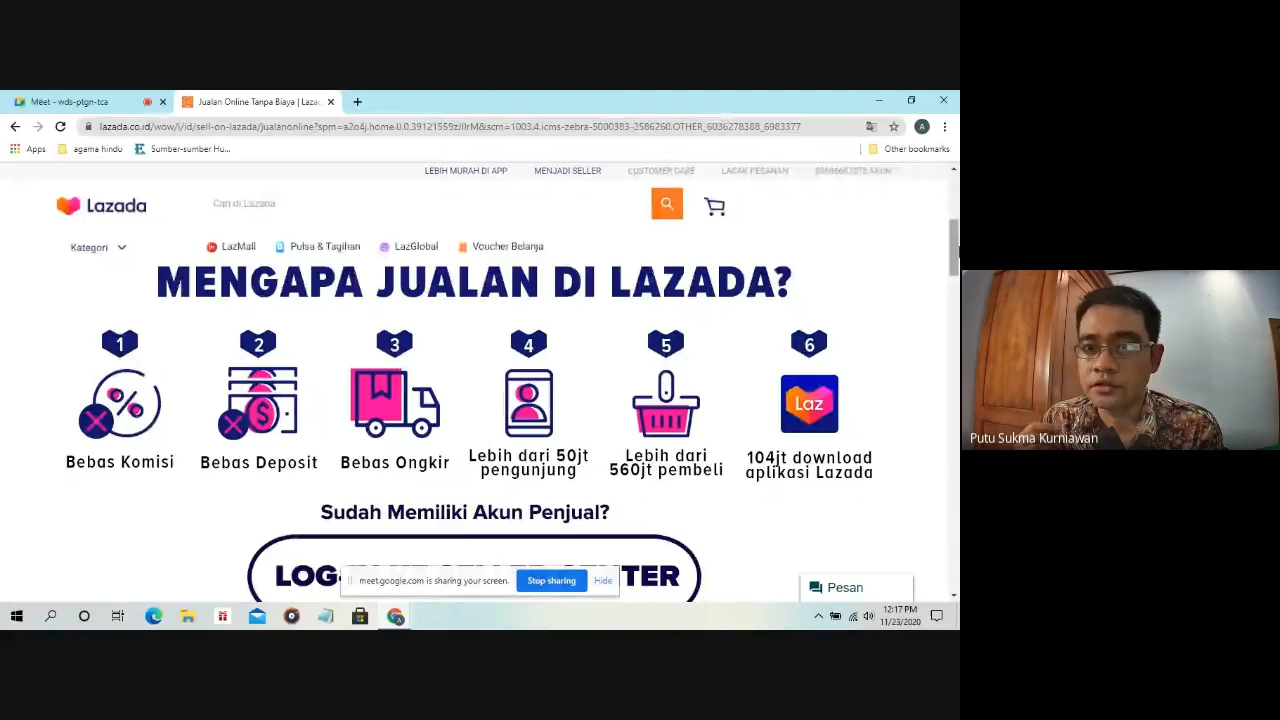 Meet - wds-ptgn-tca
Jualan Online Tanpa Biaya | Laza
lazada.co.id/wow/i/id/sell-on-lazada/jualanonline?spm=a2o4j.home.0.0.39121559zJlIrM&scm=1003.4.icms-zebra-5000383-2586260.OTHER_6036278388_6983377
Apps
agama hindu
Sumber-sumber Hu...
Other bookmarks
LEBIH MURAH DI APP
MENJADI SELLER
CUSTOMER CARE
LACAK PESANAN
Lazada
Cari di Lazada
Kategori
LazMall
Pulsa & Tagihan
LazGlobal
Voucher Belanja
MENGAPA JUALAN DI LAZADA?
1
2
3
4
5
6
Laz
Bebas Komisi
Bebas Deposit
Bebas Ongkir
Lebih dari 50jt
pengunjung
Lebih dari
560jt pembeli
104jt download
aplikasi Lazada
Sudah Memiliki Akun Penjual?
meet.google.com is sharing your screen.
Stop sharing
Hide
Pesan
12:17 PM
11/23/2020
Putu Sukma Kurniawan